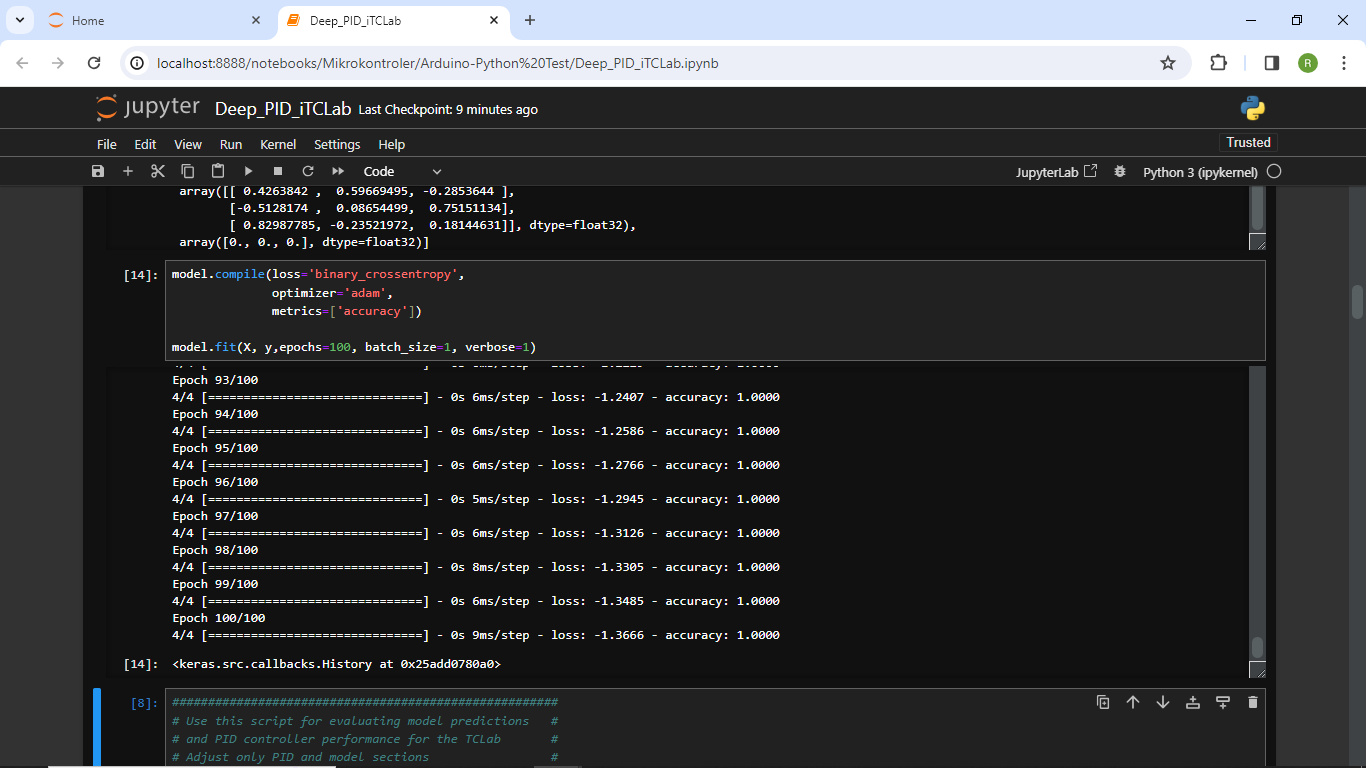 Home
Deep_PID_iTCLab
localhost:8888/notebooks/Mikrokontroler/Arduino-Python%20Test/Deep_PID_iTCLab.ipynb
R
jupyter Deep_PID_iTCLab Last Checkpoint: 9 minutes ago
File Edit View Run Kernel Settings Help
Trusted
Code
JupyterLab
Python 3 (ipykernel)
array([[ 0.4263842 ,  0.59669495, -0.2853644 ],
[-0.5128174 ,  0.08654499,  0.75151134],
[ 0.82987785, -0.23521972,  0.18144631]], dtype=float32),
array([0., 0., 0.], dtype=float32)]
[14]: model.compile(loss='binary_crossentropy',
optimizer='adam',
metrics=['accuracy'])
model.fit(X, y,epochs=100, batch_size=1, verbose=1)
Epoch 93/100
4/4 [==============================] - 0s 6ms/step - loss: -1.2407 - accuracy: 1.0000
Epoch 94/100
4/4 [==============================] - 0s 6ms/step - loss: -1.2586 - accuracy: 1.0000
Epoch 95/100
4/4 [==============================] - 0s 6ms/step - loss: -1.2766 - accuracy: 1.0000
Epoch 96/100
4/4 [==============================] - 0s 5ms/step - loss: -1.2945 - accuracy: 1.0000
Epoch 97/100
4/4 [==============================] - 0s 6ms/step - loss: -1.3126 - accuracy: 1.0000
Epoch 98/100
4/4 [==============================] - 0s 8ms/step - loss: -1.3305 - accuracy: 1.0000
Epoch 99/100
4/4 [==============================] - 0s 6ms/step - loss: -1.3485 - accuracy: 1.0000
Epoch 100/100
4/4 [==============================] - 0s 9ms/step - loss: -1.3666 - accuracy: 1.0000
[14]: <keras.src.callbacks.History at 0x25add0780a0>
[8]: ######################################################
# Use this script for evaluating model predictions #
# and PID controller performance for the TCLab #
# Adjust only PID and model sections #